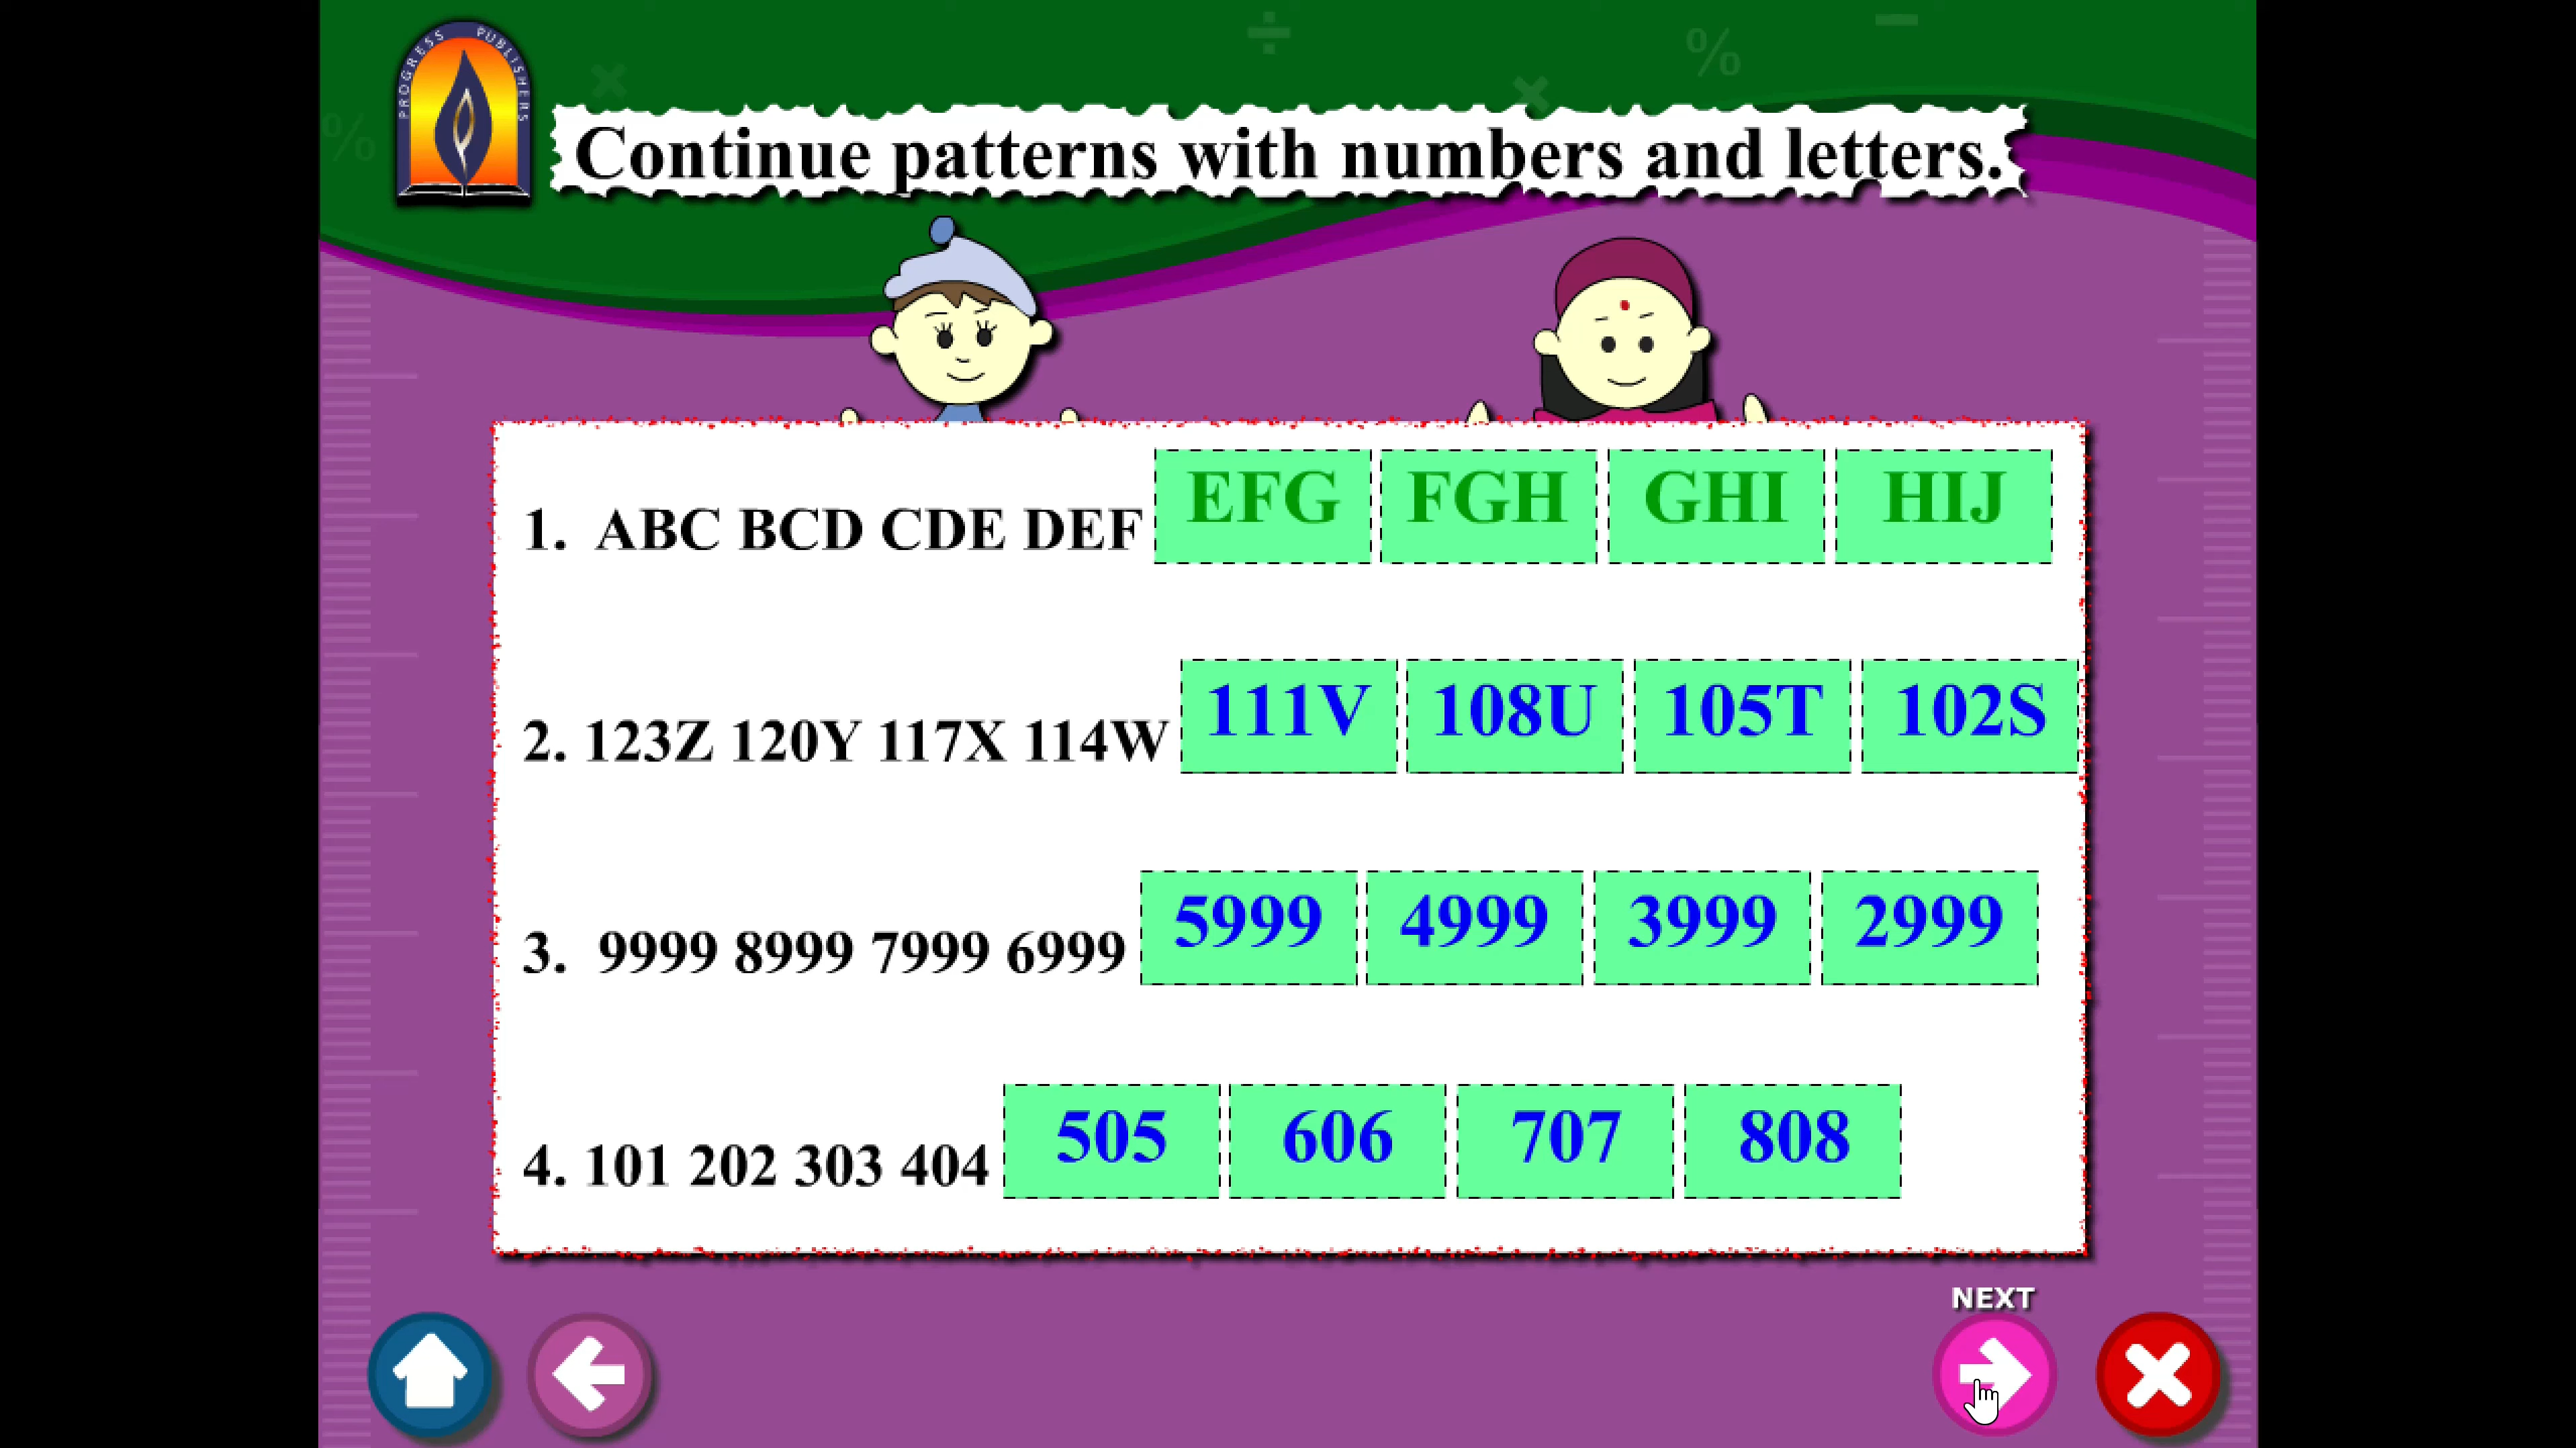 PROGRESS PUBLISHERS
Continue patterns with numbers and letters.
1. ABC BCD CDE DEF EFG FGH GHI HIJ
2. 123Z 120Y 117X 114W 111V 108U 105T 102S
3. 9999 8999 7999 6999 5999 4999 3999 2999
4. 101 202 303 404 505 606 707 808
NEXT